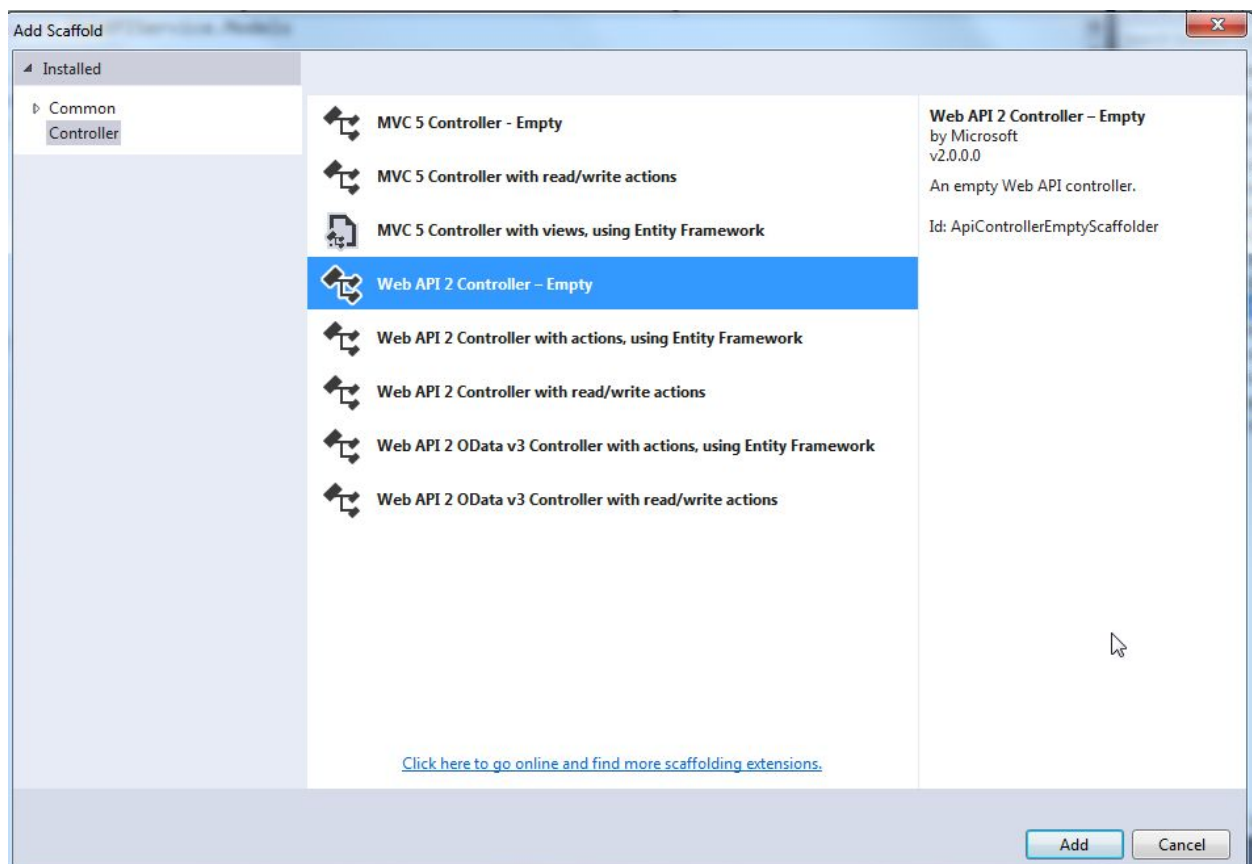 Add Scaffold
Installed
Common
Controller
MVC 5 Controller - Empty
MVC 5 Controller with read/write actions
MVC 5 Controller with views, using Entity Framework
Web API 2 Controller – Empty
Web API 2 Controller with actions, using Entity Framework
Web API 2 Controller with read/write actions
Web API 2 OData v3 Controller with actions, using Entity Framework
Web API 2 OData v3 Controller with read/write actions
Click here to go online and find more scaffolding extensions.
Web API 2 Controller – Empty
by Microsoft
v2.0.0.0
An empty Web API controller.
Id: ApiControllerEmptyScaffolder
Add
Cancel